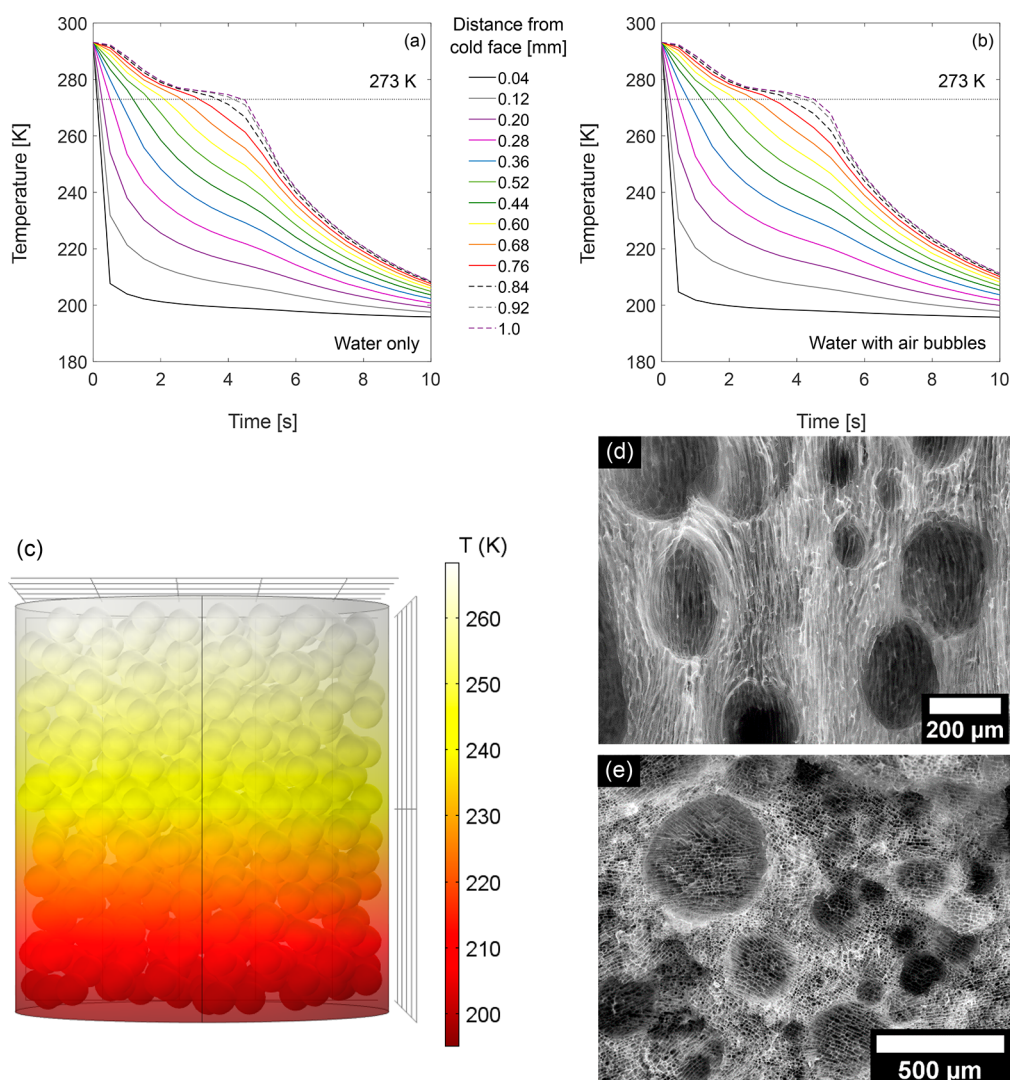 300
280
260
240
220
200
180
0 2 4 6 8 10
Temperature [K]
Time [s]
(a)
273 K
Water only
Distance from
cold face [mm]
0.04
0.12
0.20
0.28
0.36
0.52
0.44
0.60
0.68
0.76
0.84
0.92
1.0
300
280
260
240
220
200
180
0 2 4 6 8 10
Temperature [K]
Time [s]
(b)
273 K
Water with air bubbles
(c)
T (K)
260
250
240
230
220
210
200
(d)
200 µm
(e)
500 µm